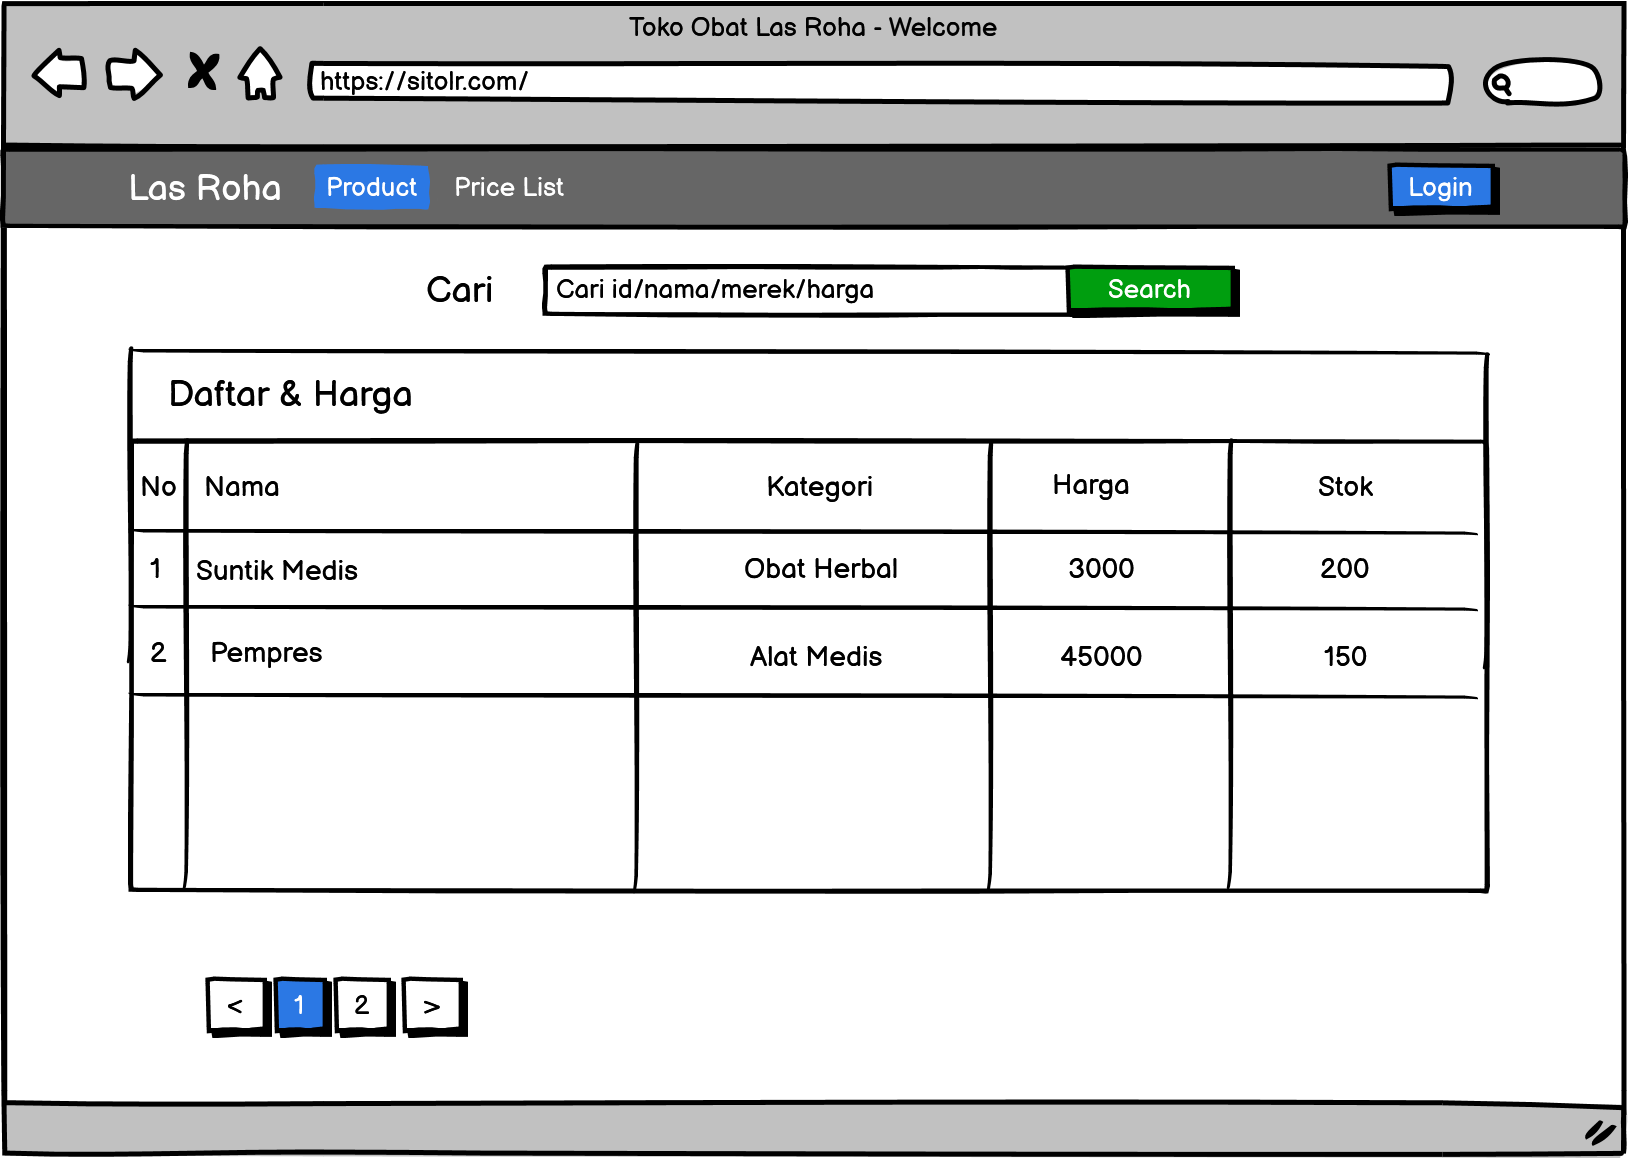 Toko Obat Las Roha - Welcome
https://sitolr.com/
Las Roha Product Price List Login
Cari Cari id/nama/merek/harga Search
Daftar & Harga
No Nama Kategori Harga Stok
1 Suntik Medis Obat Herbal 3000 200
2 Pempres Alat Medis 45000 150
< 1 2 >